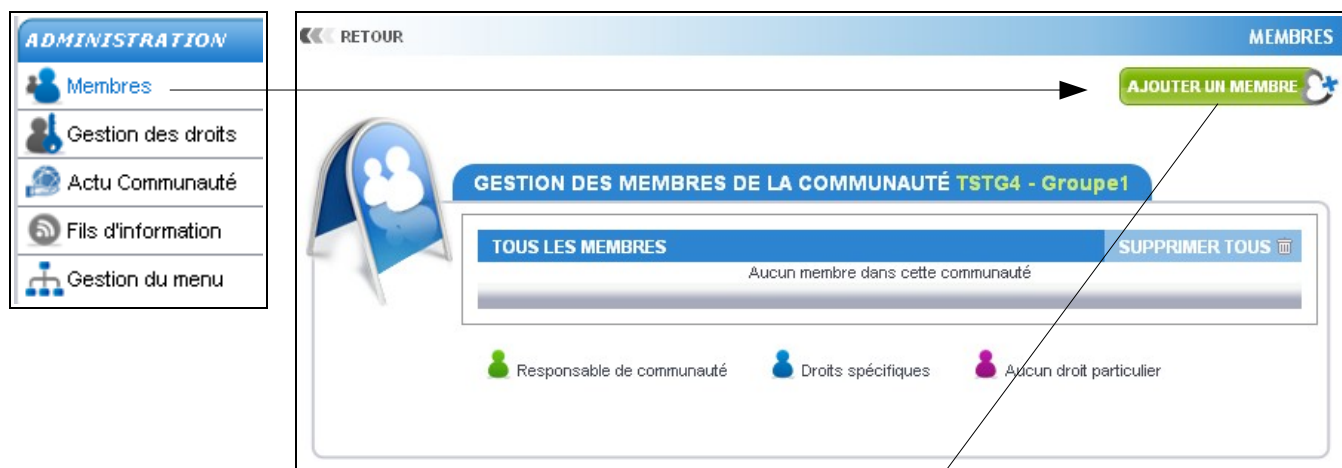 ADMINISTRATION
Membres
Gestion des droits
Actu Communauté
Fils d'information
Gestion du menu
RETOUR
MEMBRES
AJOUTER UN MEMBRE
GESTION DES MEMBRES DE LA COMMUNAUTÉ TSTG4 - Groupe1
TOUS LES MEMBRES
SUPPRIMER TOUS
Aucun membre dans cette communauté
Responsable de communauté
Droits spécifiques
Aucun droit particulier